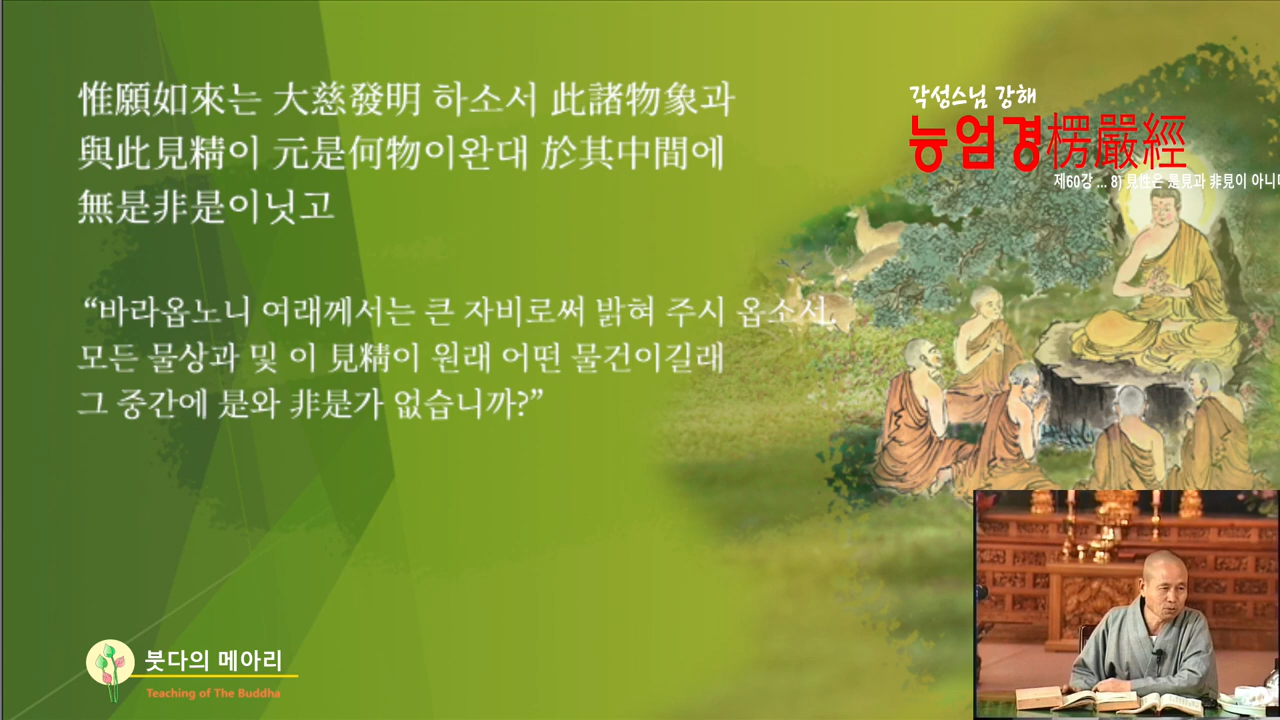 惟願如來는 大慈發明 하소서 此諸物象과
與此見精이 元是何物이완대 於其中間에
無是非是이닛고
“바라옵노니 여래께서는 큰 자비로써 밝혀 주시 옵소서.
모든 물상과 및 이 見精이 원래 어떤 물건이길래
그 중간에 是와 非是가 없습니까?”
각성스님 강해
능엄경楞嚴經
제60강 ... 8) 見性은 是見과 非見이 아니
붓다의 메아리
Teaching of The Buddha